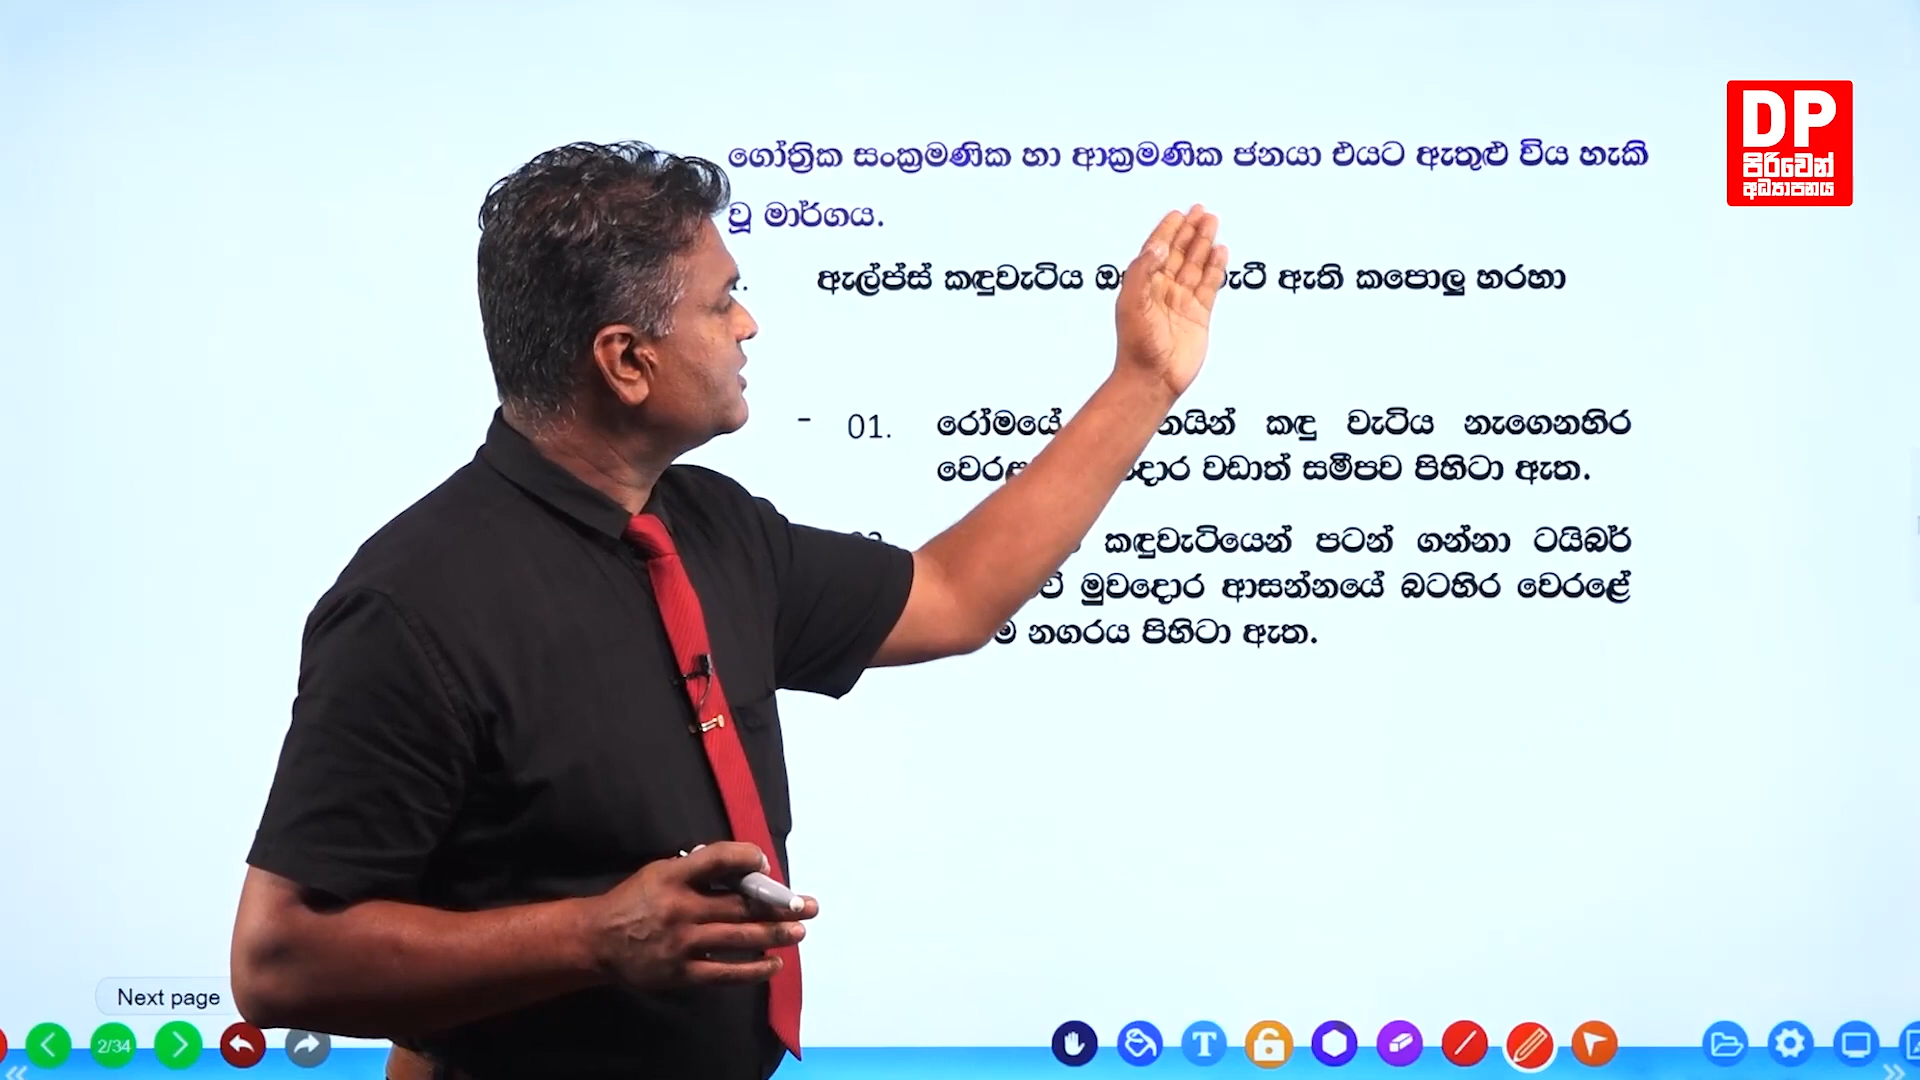 ගෝත්‍රික සංක්‍රමණික හා ආක්‍රමණික ජනයා එයට ඇතුළු විය හැකි
වූ මාර්ගය.
ඇල්ප්ස් කඳුවැටිය ඇති කපොලු හරහා
- 01. රෝමයේ කඳු වැටිය නැගෙනහිර
වඩාත් සමීපව පිහිටා ඇත.
කඳුවැටියෙන් පටන් ගන්නා ටයිබර්
මුවදොර ආසන්නයේ බටහිර වෙරළේ
නගරය පිහිටා ඇත.
DP
පිරිවෙන්
අධ්‍යාපනය
Next page
2/34
T